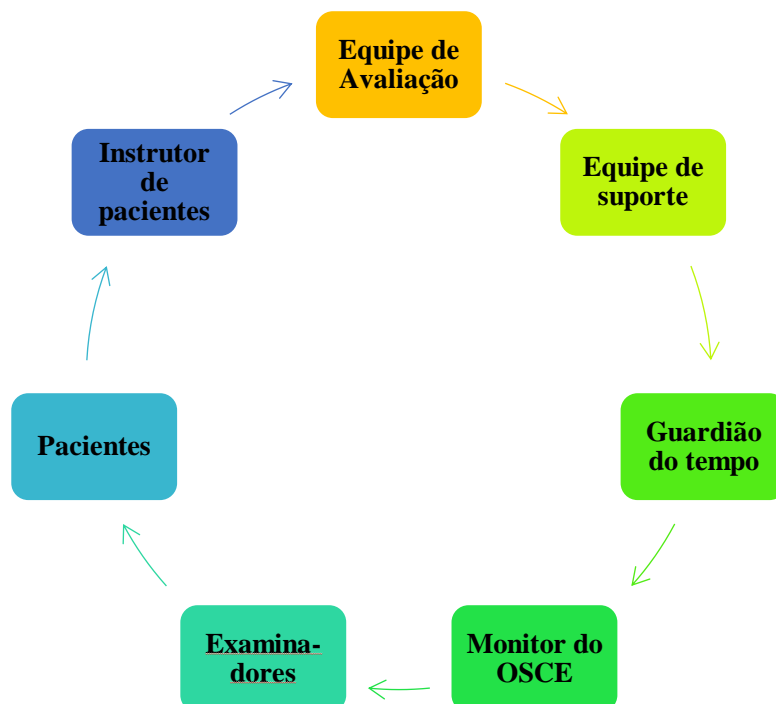 Equipe de
Avaliação
Equipe de
suporte
Guardião
do tempo
Monitor do
OSCE
Examina-
dores
Pacientes
Instrutor
de
pacientes